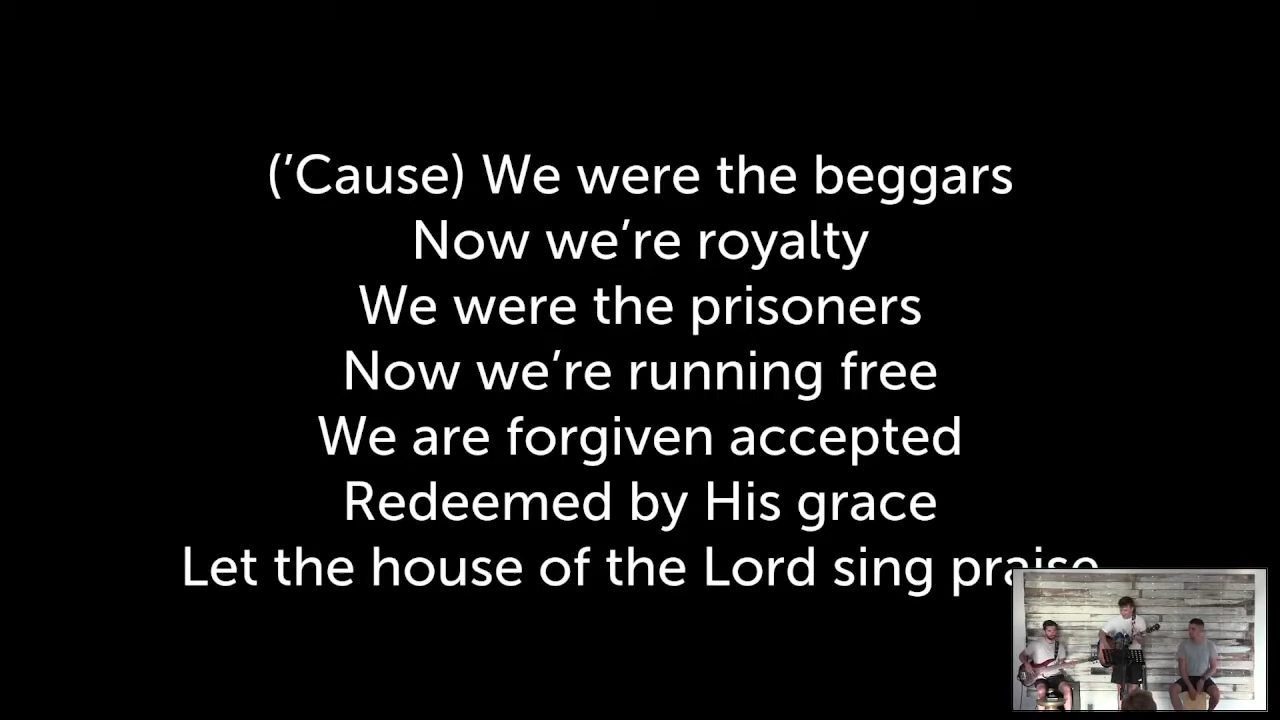 (’Cause) We were the beggars
Now we’re royalty
We were the prisoners
Now we’re running free
We are forgiven accepted
Redeemed by His grace
Let the house of the Lord sing praise